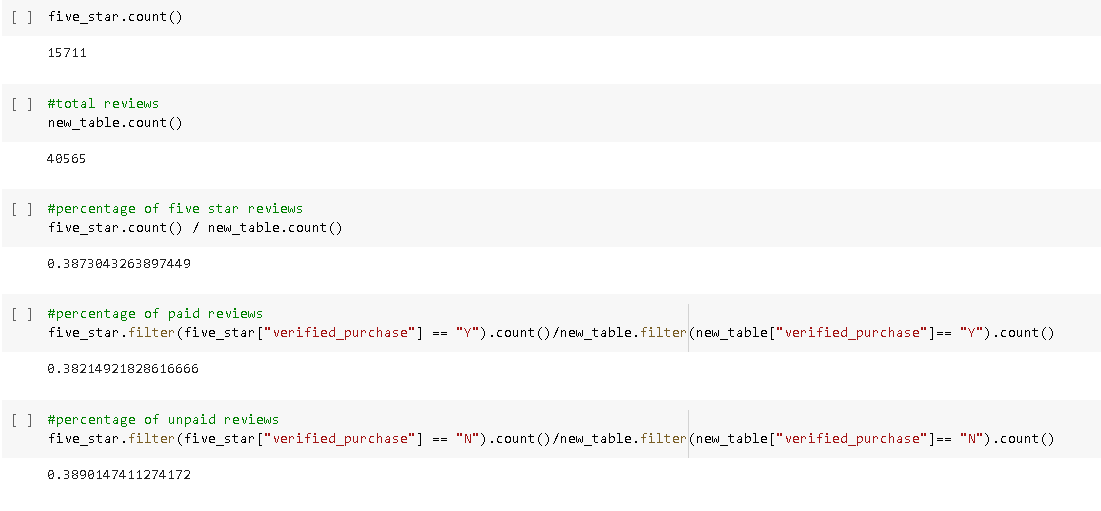 [ ] five_star.count()
15711
[ ] #total reviews
new_table.count()
40565
[ ] #percentage of five star reviews
five_star.count() / new_table.count()
0.3873043263897449
[ ] #percentage of paid reviews
five_star.filter(five_star["verified_purchase"] == "Y").count()/new_table.filter(new_table["verified_purchase"]== "Y").count()
0.38214921828616666
[ ] #percentage of unpaid reviews
five_star.filter(five_star["verified_purchase"] == "N").count()/new_table.filter(new_table["verified_purchase"]== "N").count()
0.3890147411274172